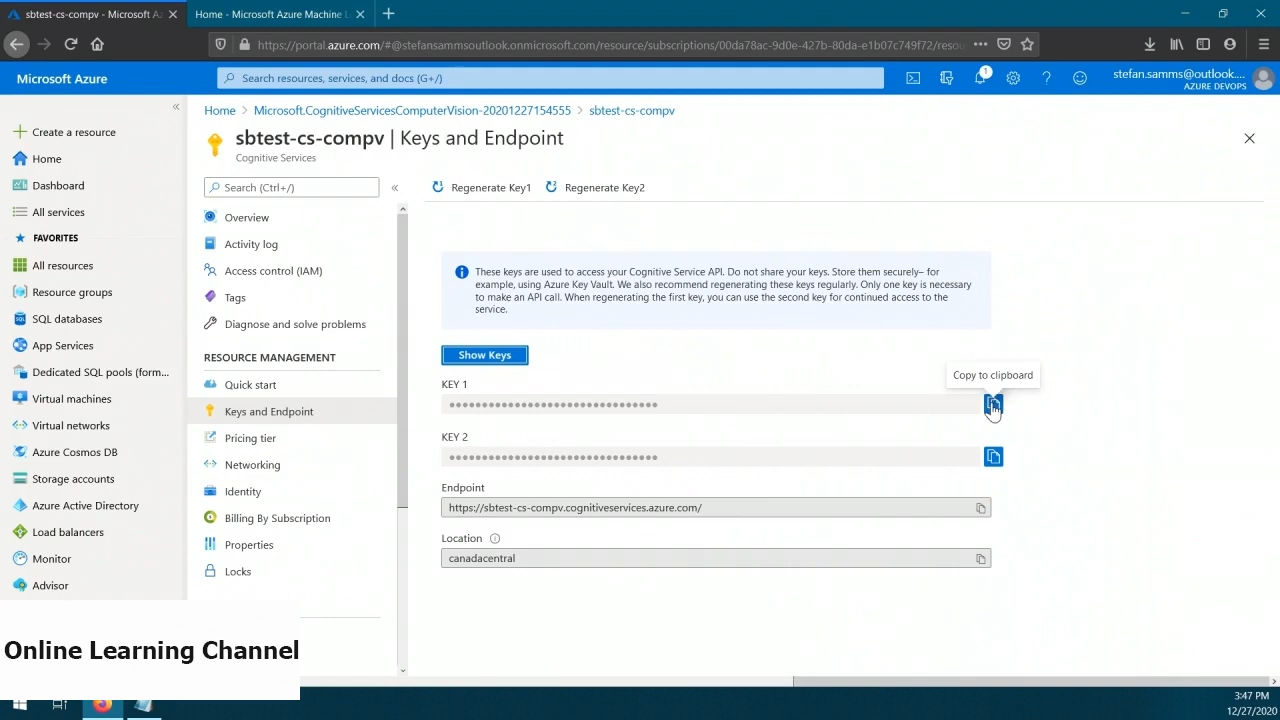 sbtest-cs-compv - Microsoft Az
Home - Microsoft Azure Machine L
https://portal.azure.com/#@stefansammsoutlook.onmicrosoft.com/resource/subscriptions/00da78ac-9d0e-427b-80da-e1b07c749f72/resou
Microsoft Azure
Search resources, services, and docs (G+/)
1
stefan.samms@outlook....
AZURE DEVOPS
Home > Microsoft.CognitiveServicesComputerVision-20201227154555 > sbtest-cs-compv
sbtest-cs-compv | Keys and Endpoint
Cognitive Services
Create a resource
Home
Dashboard
All services
FAVORITES
All resources
Resource groups
SQL databases
App Services
Dedicated SQL pools (form...
Virtual machines
Virtual networks
Azure Cosmos DB
Storage accounts
Azure Active Directory
Load balancers
Monitor
Advisor
Search (Ctrl+/)
Overview
Activity log
Access control (IAM)
Tags
Diagnose and solve problems
RESOURCE MANAGEMENT
Quick start
Keys and Endpoint
Pricing tier
Networking
Identity
Billing By Subscription
Properties
Locks
Regenerate Key1
Regenerate Key2
These keys are used to access your Cognitive Service API. Do not share your keys. Store them securely– for
example, using Azure Key Vault. We also recommend regenerating these keys regularly. Only one key is necessary
to make an API call. When regenerating the first key, you can use the second key for continued access to the
service.
Show Keys
Copy to clipboard
KEY 1
KEY 2
Endpoint
https://sbtest-cs-compv.cognitiveservices.azure.com/
Location
canadacentral
Online Learning Channel
3:47 PM
12/27/2020